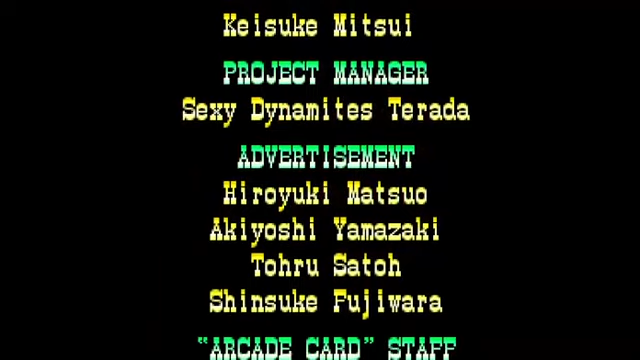 Keisuke Mitsui
PROJECT MANAGER
Sexy Dynamites Terada
ADVERTISEMENT
Hiroyuki Matsuo
Akiyoshi Yamazaki
Tohru Satoh
Shinsuke Fujiwara
“ARCADE CARD” STAFF